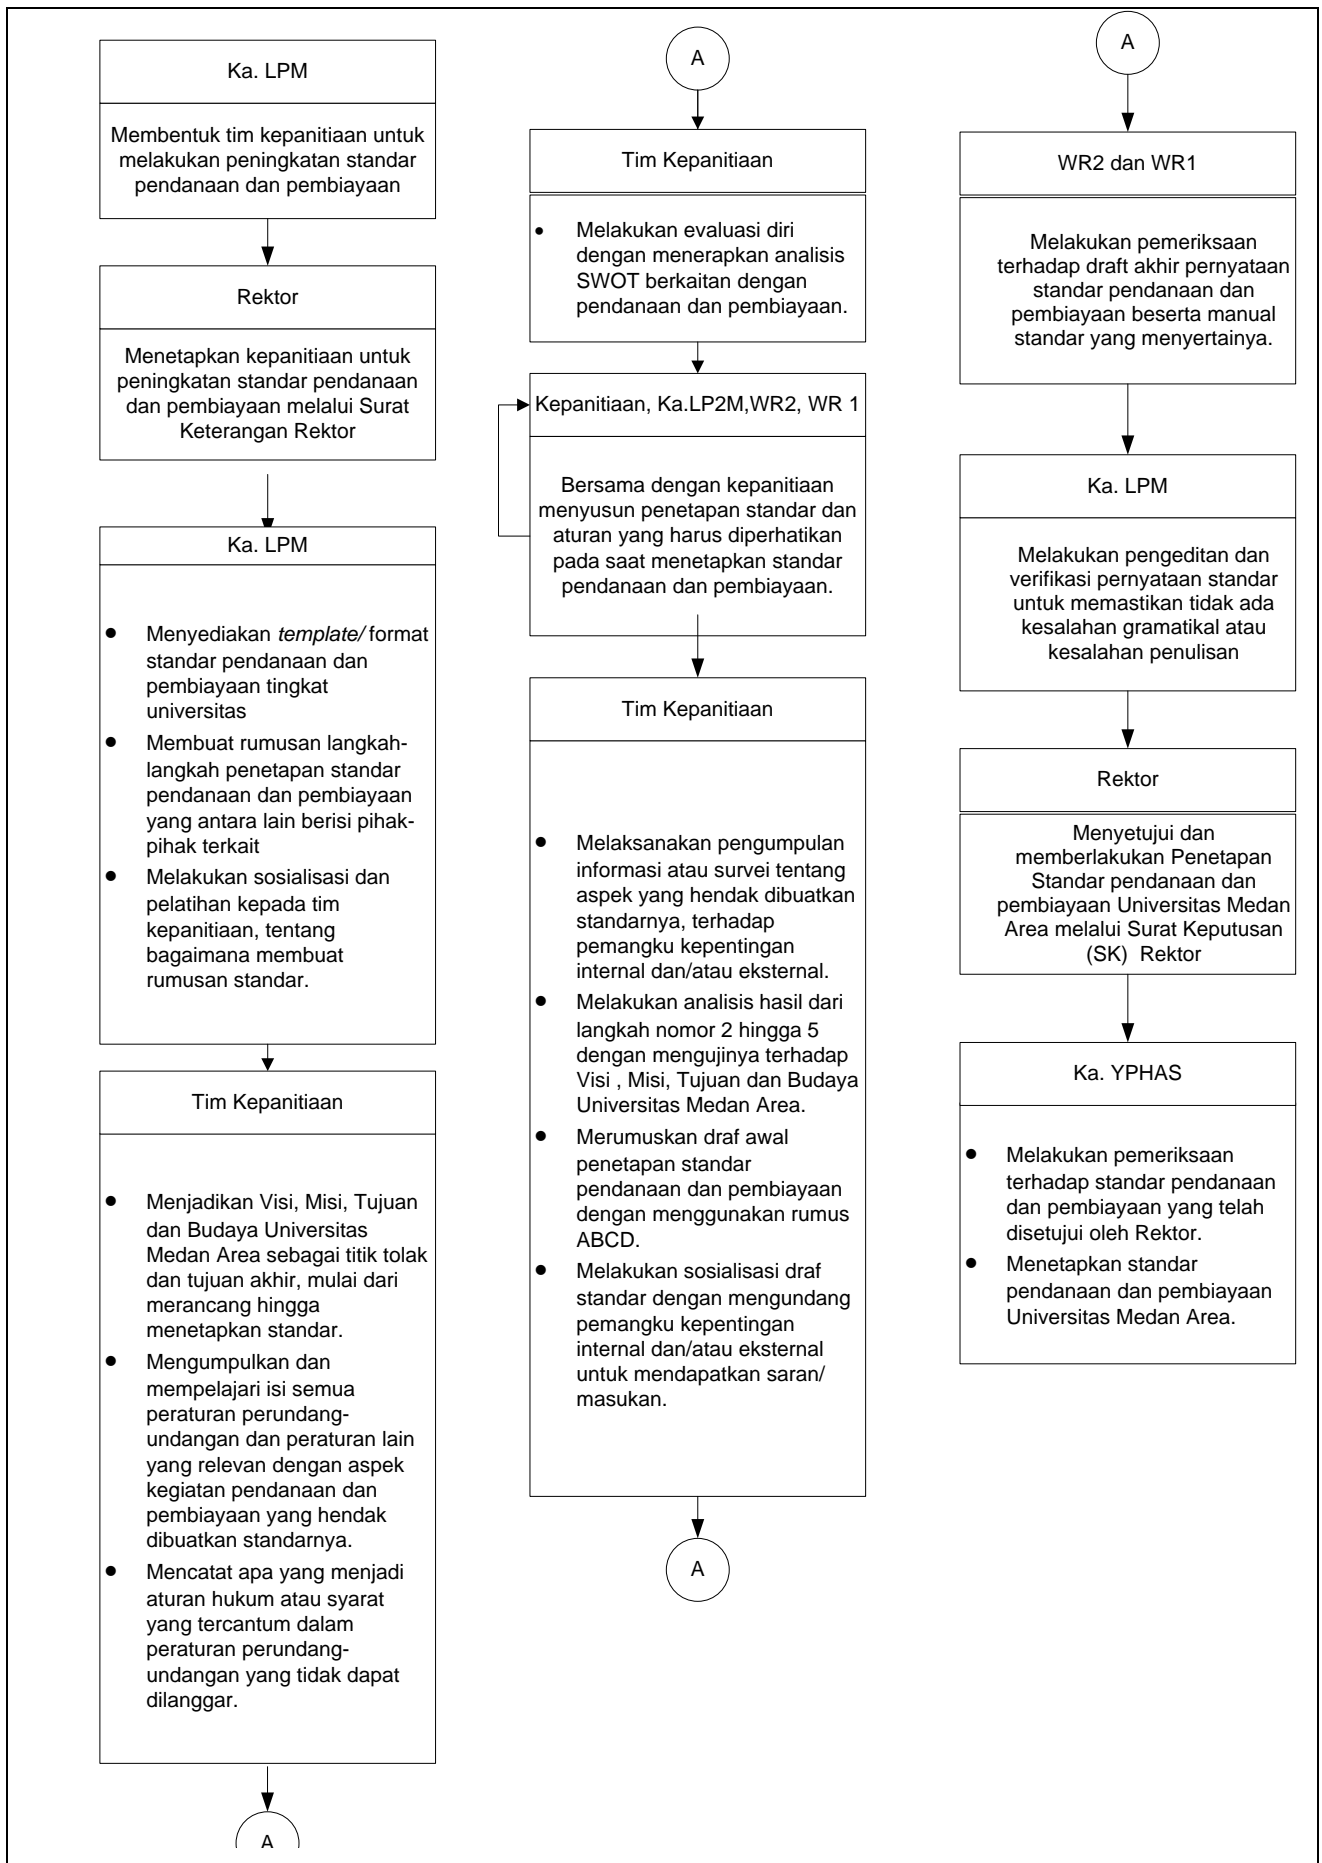 Ka. LPM
Membentuk tim kepanitiaan untuk
melakukan peningkatan standar
pendanaan dan pembiayaan
Rektor
Menetapkan kepanitiaan untuk
peningkatan standar pendanaan
dan pembiayaan melalui Surat
Keterangan Rektor
Ka. LPM
● Menyediakan template/ format
standar pendanaan dan
pembiayaan tingkat
universitas
● Membuat rumusan langkah-
langkah penetapan standar
pendanaan dan pembiayaan
yang antara lain berisi pihak-
pihak terkait
● Melakukan sosialisasi dan
pelatihan kepada tim
kepanitiaan, tentang
bagaimana membuat
rumusan standar.
Tim Kepanitiaan
● Menjadikan Visi, Misi, Tujuan
dan Budaya Universitas
Medan Area sebagai titik tolak
dan tujuan akhir, mulai dari
merancang hingga
menetapkan standar.
● Mengumpulkan dan
mempelajari isi semua
peraturan perundang-
undangan dan peraturan lain
yang relevan dengan aspek
kegiatan pendanaan dan
pembiayaan yang hendak
dibuatkan standarnya.
● Mencatat apa yang menjadi
aturan hukum atau syarat
yang tercantum dalam
peraturan perundang-
undangan yang tidak dapat
dilanggar.
A
A
Tim Kepanitiaan
● Melakukan evaluasi diri
dengan menerapkan analisis
SWOT berkaitan dengan
pendanaan dan pembiayaan.
Kepanitiaan, Ka.LP2M,WR2, WR 1
Bersama dengan kepanitiaan
menyusun penetapan standar dan
aturan yang harus diperhatikan
pada saat menetapkan standar
pendanaan dan pembiayaan.
Tim Kepanitiaan
● Melaksanakan pengumpulan
informasi atau survei tentang
aspek yang hendak dibuatkan
standarnya, terhadap
pemangku kepentingan
internal dan/atau eksternal.
● Melakukan analisis hasil dari
langkah nomor 2 hingga 5
dengan mengujinya terhadap
Visi , Misi, Tujuan dan Budaya
Universitas Medan Area.
● Merumuskan draf awal
penetapan standar
pendanaan dan pembiayaan
dengan menggunakan rumus
ABCD.
● Melakukan sosialisasi draf
standar dengan mengundang
pemangku kepentingan
internal dan/atau eksternal
untuk mendapatkan saran/
masukan.
A
A
WR2 dan WR1
Melakukan pemeriksaan
terhadap draft akhir pernyataan
standar pendanaan dan
pembiayaan beserta manual
standar yang menyertainya.
Ka. LPM
Melakukan pengeditan dan
verifikasi pernyataan standar
untuk memastikan tidak ada
kesalahan gramatikal atau
kesalahan penulisan
Rektor
Menyetujui dan
memberlakukan Penetapan
Standar pendanaan dan
pembiayaan Universitas Medan
Area melalui Surat Keputusan
(SK) Rektor
Ka. YPHAS
● Melakukan pemeriksaan
terhadap standar pendanaan
dan pembiayaan yang telah
disetujui oleh Rektor.
● Menetapkan standar
pendanaan dan pembiayaan
Universitas Medan Area.